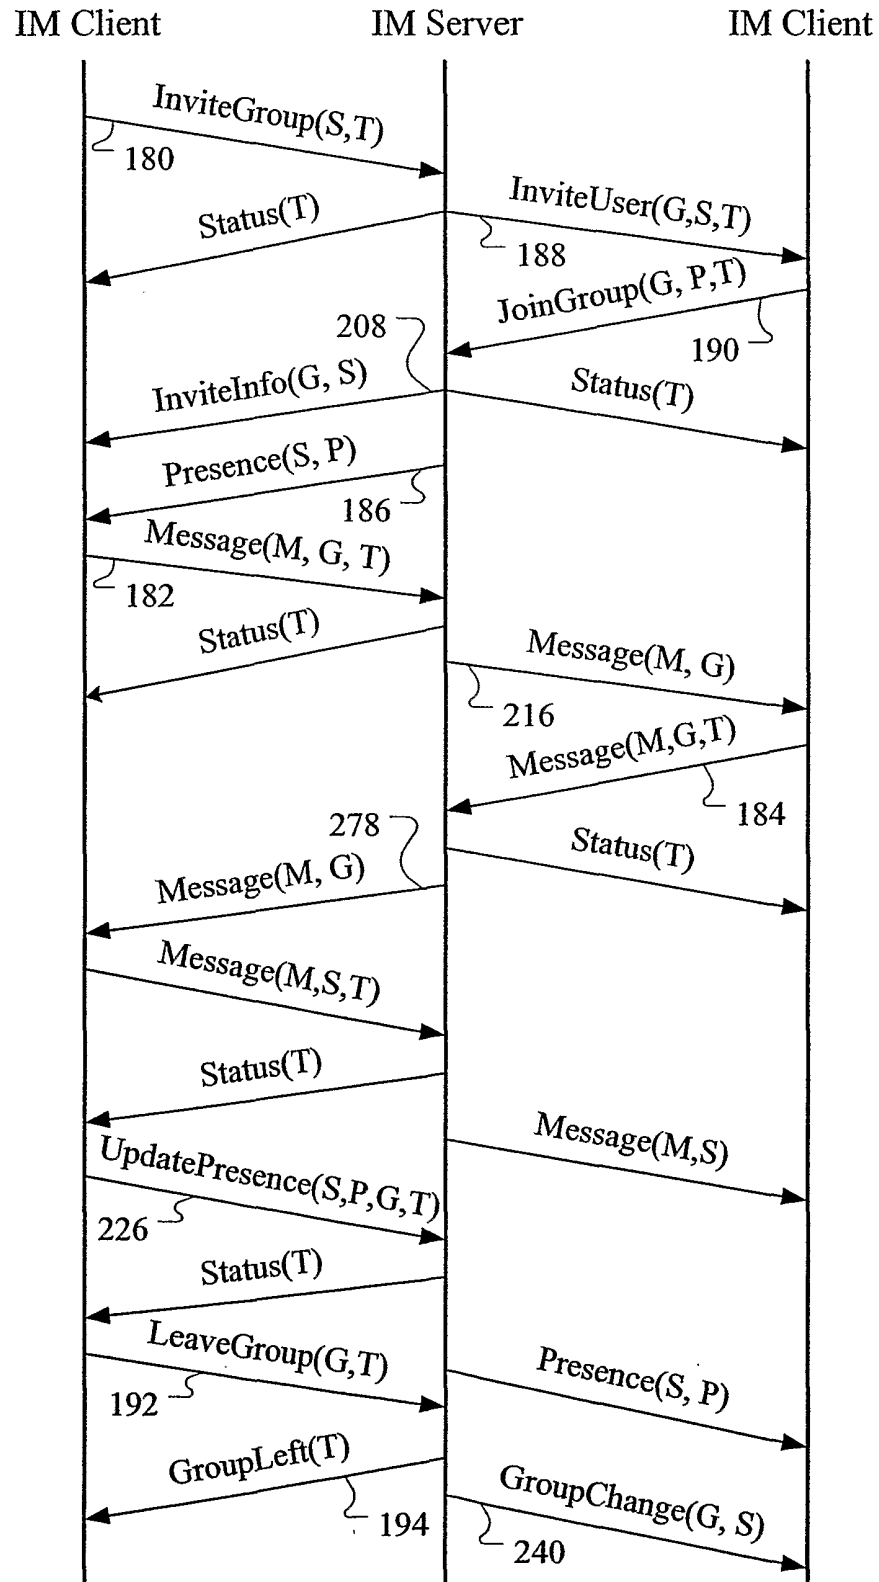 IM Client
IM Server
IM Client
InviteGroup(S,T)
180
InviteUser(G,S,T)
Status(T)
188
JoinGroup(G, P,T)
208
190
InviteInfo(G, S)
Status(T)
Presence(S, P)
186
Message(M, G, T)
182
Status(T)
Message(M, G)
216
Message(M,G,T)
184
278
Status(T)
Message(M, G)
Message(M,S,T)
Status(T)
Message(M,S)
UpdatePresence(S,P,G,T)
226
Status(T)
LeaveGroup(G,T)
Presence(S, P)
192
GroupLeft(T)
GroupChange(G, S)
194
240